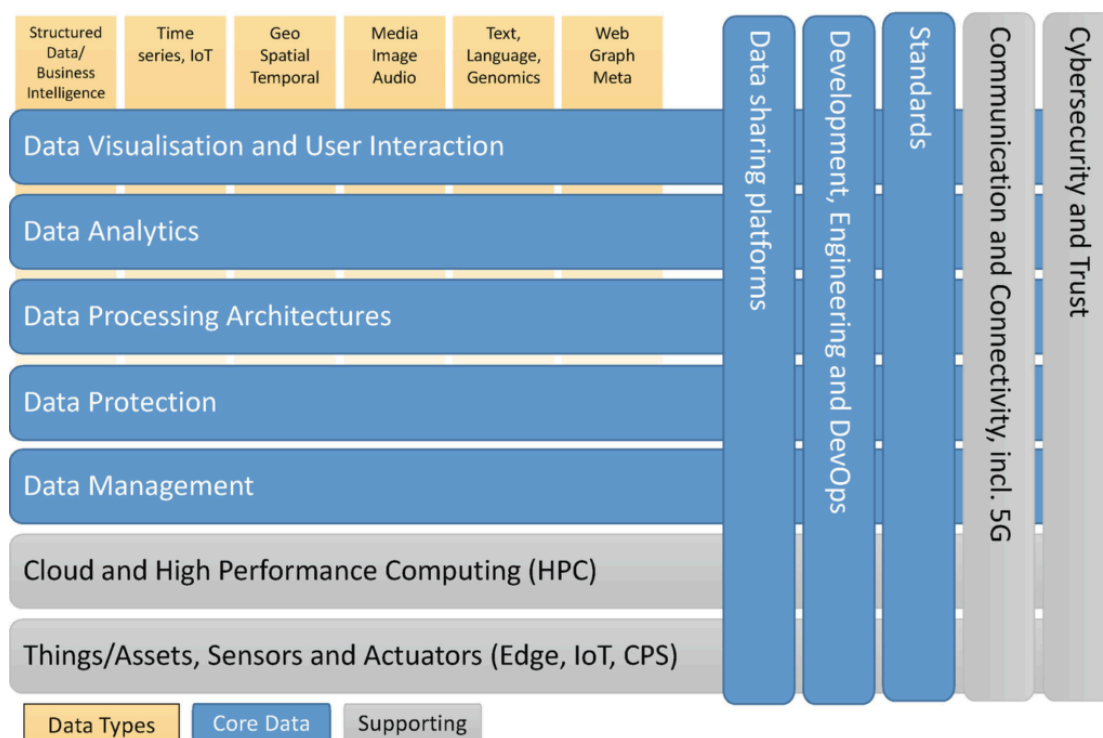 Structured
Data/
Business
Intelligence
Time
series, IoT
Geo
Spatial
Temporal
Media
Image
Audio
Text,
Language,
Genomics
Web
Graph
Meta
Data sharing platforms
Development, Engineering and DevOps
Standards
Communication and Connectivity, incl. 5G
Cybersecurity and Trust
Data Visualisation and User Interaction
Data Analytics
Data Processing Architectures
Data Protection
Data Management
Cloud and High Performance Computing (HPC)
Things/Assets, Sensors and Actuators (Edge, IoT, CPS)
Data Types
Core Data
Supporting